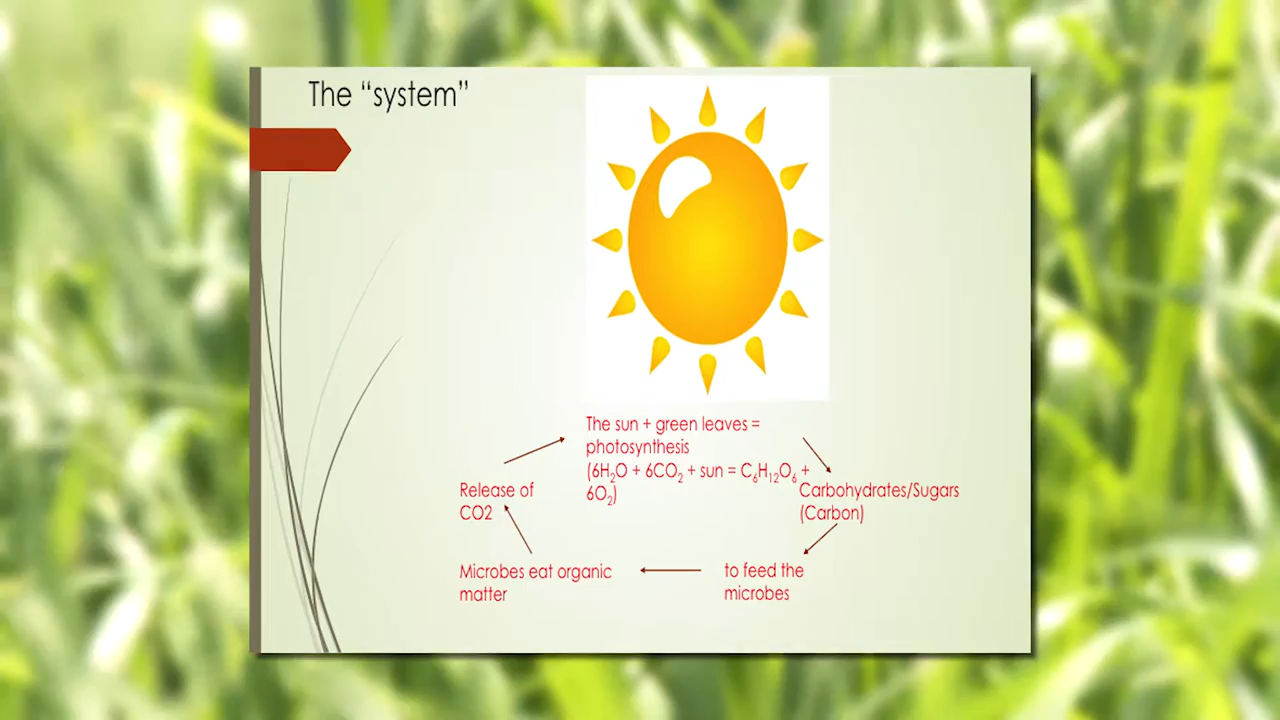 The “system”
The sun + green leaves =
photosynthesis
(6H₂O + 6CO₂ + sun = C₆H₁₂O₆ +
6O₂)
Carbohydrates/Sugars
(Carbon)
to feed the
microbes
Microbes eat organic
matter
Release of
CO2